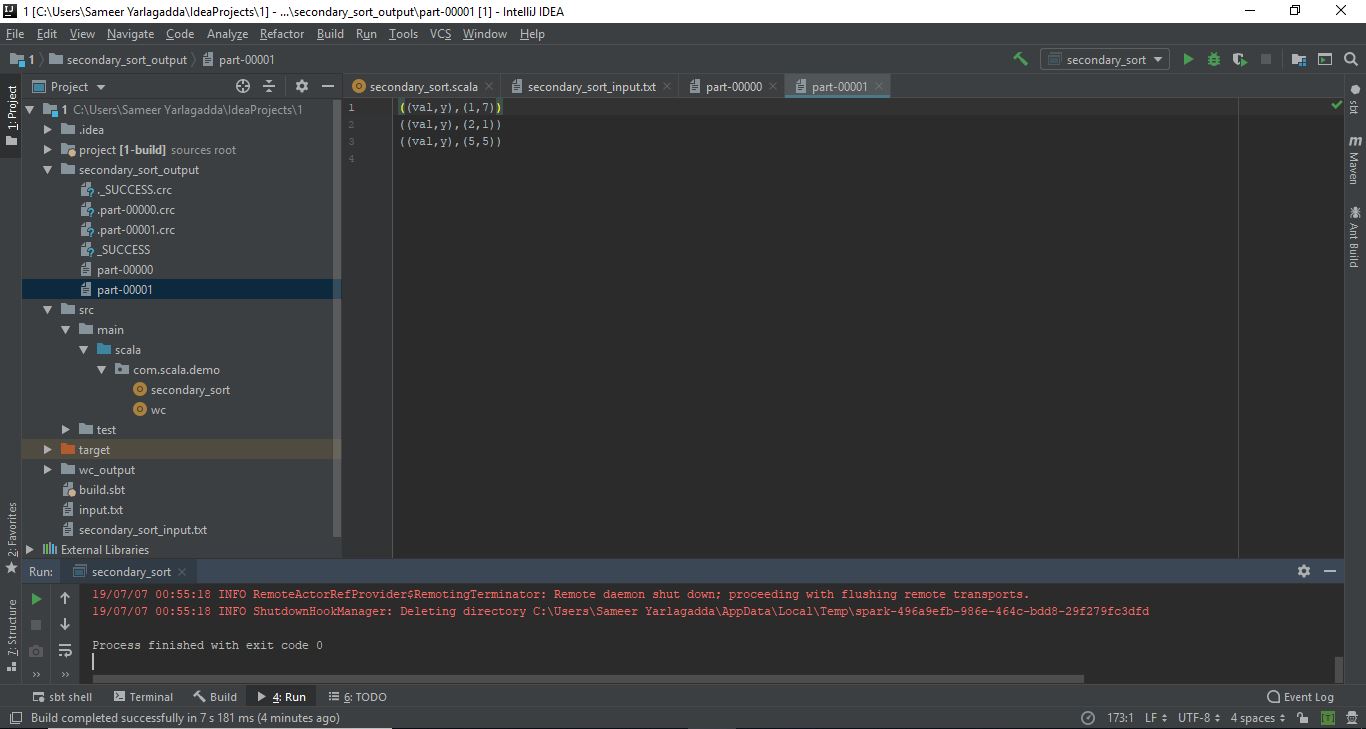 1 [C:\Users\Sameer Yarlagadda\IdeaProjects\1] - ...\secondary_sort_output\part-00001 [1] - IntelliJ IDEA
File Edit View Navigate Code Analyze Refactor Build Run Tools VCS Window Help
1 secondary_sort_output part-00001 secondary_sort
Project secondary_sort.scala secondary_sort_input.txt part-00000 part-00001
1: Project
1 C:\Users\Sameer Yarlagadda\IdeaProjects\1
.idea
project [1-build] sources root
secondary_sort_output
._SUCCESS.crc
.part-00000.crc
.part-00001.crc
_SUCCESS
part-00000
part-00001
src
main
scala
com.scala.demo
secondary_sort
wc
test
target
wc_output
build.sbt
input.txt
secondary_sort_input.txt
External Libraries
1 ((val,y),(1,7))
2 ((val,y),(2,1))
3 ((val,y),(5,5))
4
sbt
m Maven
Ant Build
2: Favorites
7: Structure
Run: secondary_sort
19/07/07 00:55:18 INFO RemoteActorRefProvider$RemotingTerminator: Remote daemon shut down; proceeding with flushing remote transports.
19/07/07 00:55:18 INFO ShutdownHookManager: Deleting directory C:\Users\Sameer Yarlagadda\AppData\Local\Temp\spark-496a9efb-986e-464c-bdd8-29f279fc3dfd
Process finished with exit code 0
sbt shell Terminal Build 4: Run 6: TODO Event Log
Build completed successfully in 7 s 181 ms (4 minutes ago) 173:1 LF UTF-8 4 spaces